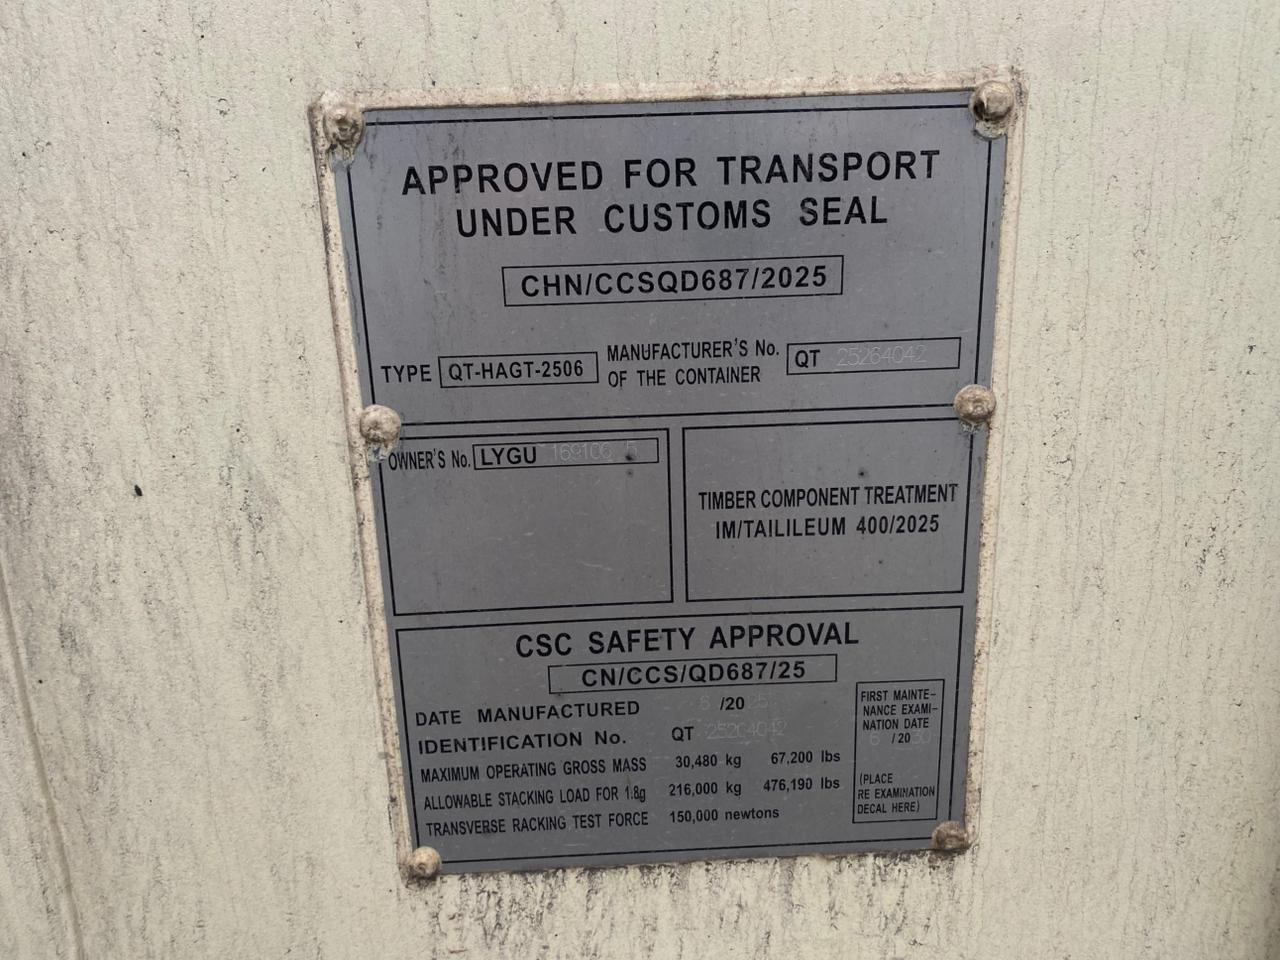 APPROVED FOR TRANSPORT
UNDER CUSTOMS SEAL
CHN/CCSQD687/2025
TYPE QT-HAGT-2506
MANUFACTURER'S No.
OF THE CONTAINER
QT
OWNER'S No. LYGU
TIMBER COMPONENT TREATMENT
IM/TAILILEUM 400/2025
CSC SAFETY APPROVAL
CN/CCS/QD687/25
DATE MANUFACTURED 6 /20 25
IDENTIFICATION No. QT
MAXIMUM OPERATING GROSS MASS 30,480 kg 67,200 lbs
ALLOWABLE STACKING LOAD FOR 1.8g 216,000 kg 476,190 lbs
TRANSVERSE RACKING TEST FORCE 150,000 newtons
FIRST MAINTE-
NANCE EXAMI-
NATION DATE
6 /20 30
(PLACE
RE EXAMINATION
DECAL HERE)